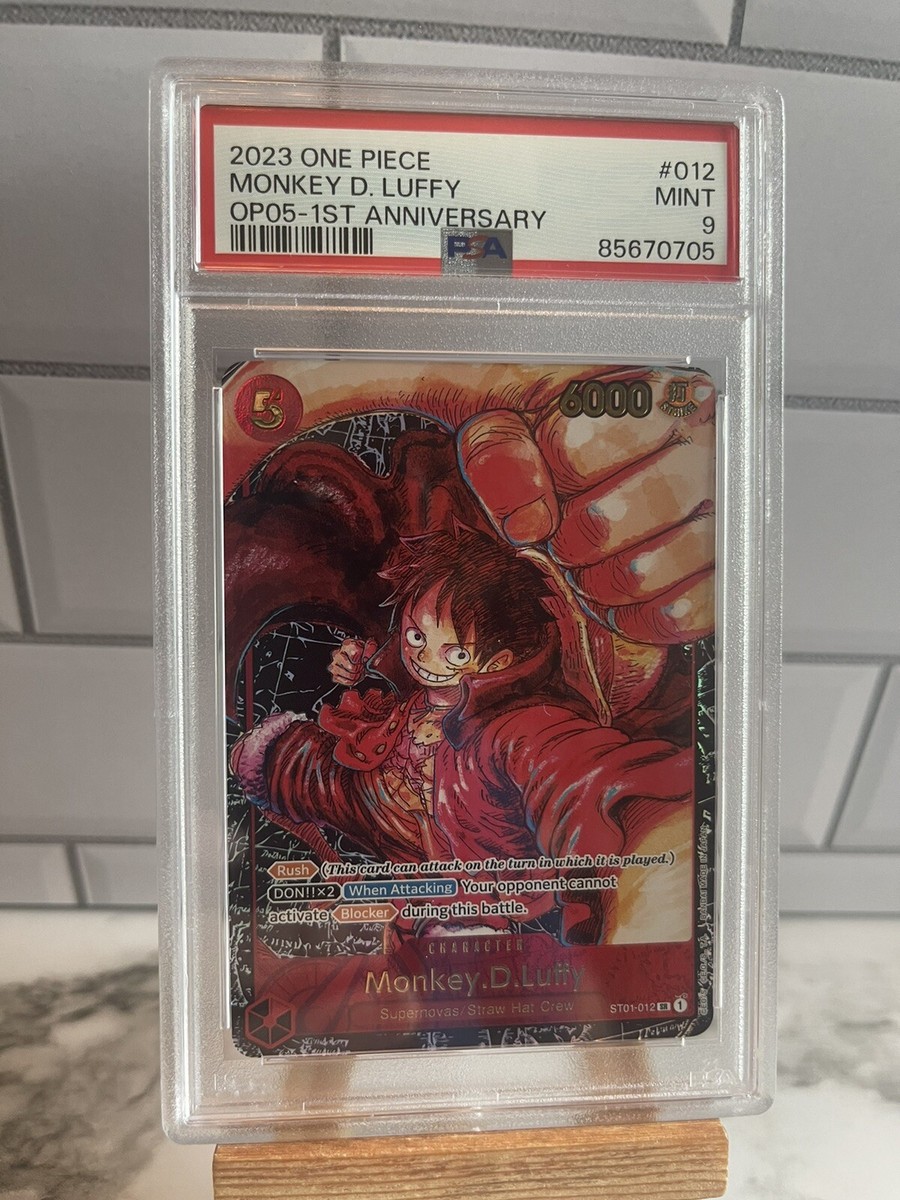 2023 ONE PIECE #012
MONKEY D. LUFFY MINT
OP05-1ST ANNIVERSARY 9
PSA 85670705
5 6000 打
Rush (This card can attack on the turn in which it is played.)
DON!!×2 When Attacking Your opponent cannot
activate Blocker during this battle.
CHARACTER
Monkey.D.Luffy
Supernovas/Straw Hat Crew ST01-012 SR 1